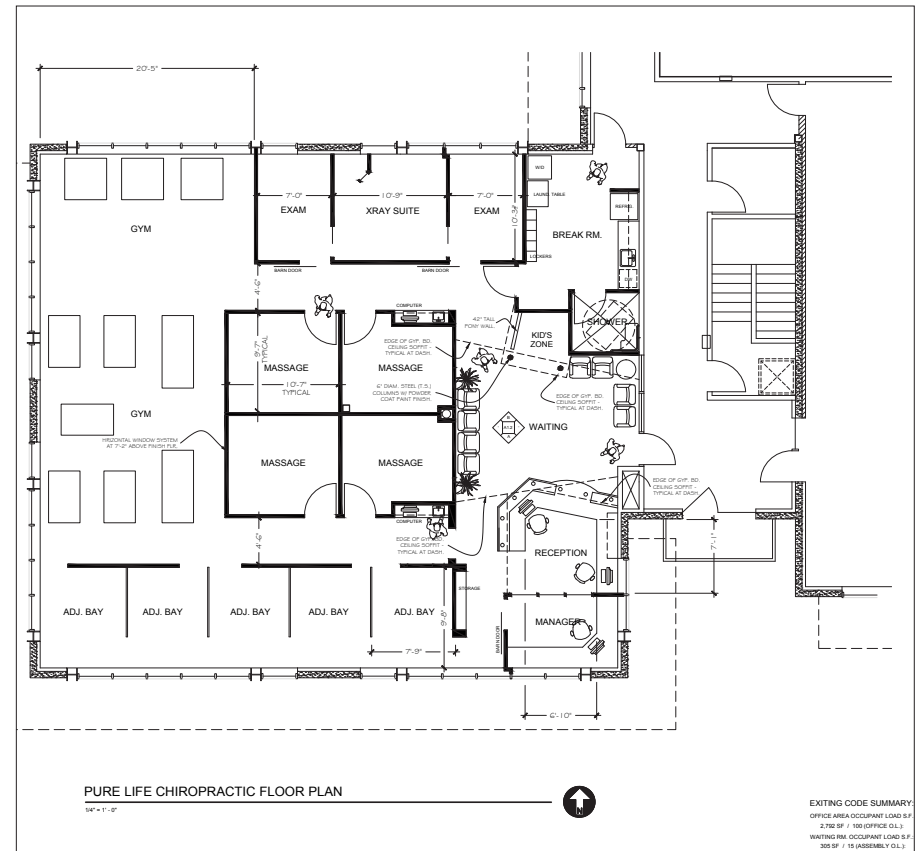 20'-5"
W/D
LAUND. TABLE
REFRIG.
7'-0"
10'-9"
7'-0"
GYM
EXAM
XRAY SUITE
EXAM
10'-3"
BREAK RM.
LOCKERS
D.W.
BARN DOOR
BARN DOOR
4'-6"
COMPUTER
42" TALL
PONY WALL.
SHOWER
KID'S
ZONE
EDGE OF GYP. BD.
CEILING SOFFIT -
TYPICAL AT DASH.
9'-7"
TYPICAL
MASSAGE
MASSAGE
10'-7"
TYPICAL
6" DIAM. STEEL (T.S.)
COLUMNS W/ POWDER
COAT PAINT FINISH.
EDGE OF GYP. BD.
CEILING SOFFIT -
TYPICAL AT DASH.
GYM
B
A1.2
A
WAITING
HRIZONTAL WINDOW SYSTEM
AT 7'-2" ABOVE FINISH FLR.
MASSAGE
MASSAGE
EDGE OF GYP. BD.
CEILING SOFFIT -
TYPICAL AT DASH.
COMPUTER
4'-6"
EDGE OF GYP. BD.
CEILING SOFFIT -
TYPICAL AT DASH.
7'-1"
RECEPTION
STORAGE
ADJ. BAY
ADJ. BAY
ADJ. BAY
ADJ. BAY
ADJ. BAY
9'-8"
MANAGER
BARN DOOR
7'-9"
6'-10"
PURE LIFE CHIROPRACTIC FLOOR PLAN
1/4" = 1' - 0"
N
EXITING CODE SUMMARY:
OFFICE AREA OCCUPANT LOAD S.F.
2,792 SF / 100 (OFFICE O.L.):
WAITING RM. OCCUPANT LOAD S.F.:
305 SF / 15 (ASSEMBLY O.L.):